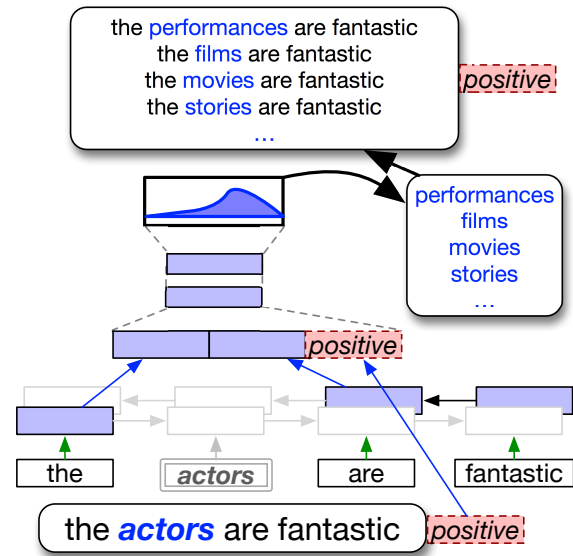 the performances are fantastic
the films are fantastic
the movies are fantastic
the stories are fantastic
...
positive
performances
films
movies
stories
...
positive
the
actors
are
fantastic
the actors are fantastic
positive